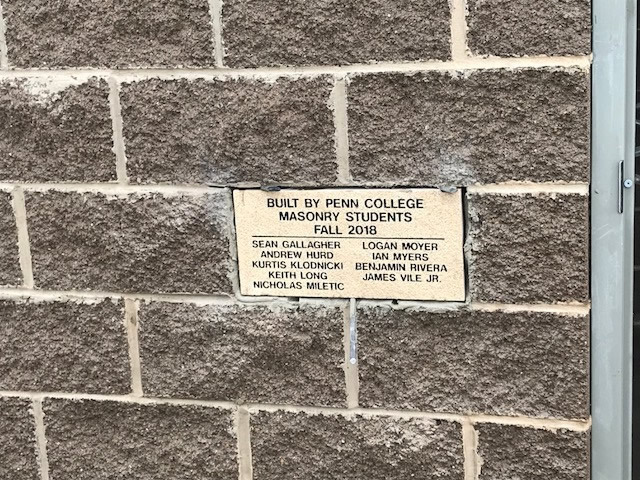 BUILT BY PENN COLLEGE
MASONRY STUDENTS
FALL 2018
SEAN GALLAGHER
ANDREW HURD
KURTIS KLODNICKI
KEITH LONG
NICHOLAS MILETIC
LOGAN MOYER
IAN MYERS
BENJAMIN RIVERA
JAMES VILE JR.